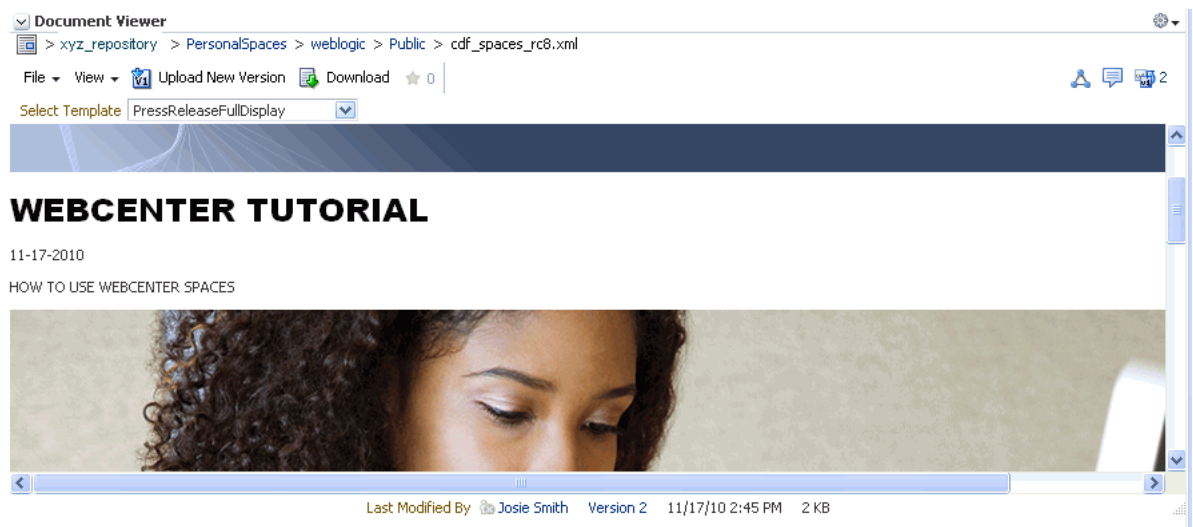 Document Viewer
> xyz_repository > PersonalSpaces > weblogic > Public > cdf_spaces_rc8.xml
File View V1 Upload New Version Download 0 2
Select Template PressReleaseFullDisplay
WEBCENTER TUTORIAL
11-17-2010
HOW TO USE WEBCENTER SPACES
Last Modified By Josie Smith Version 2 11/17/10 2:45 PM 2 KB